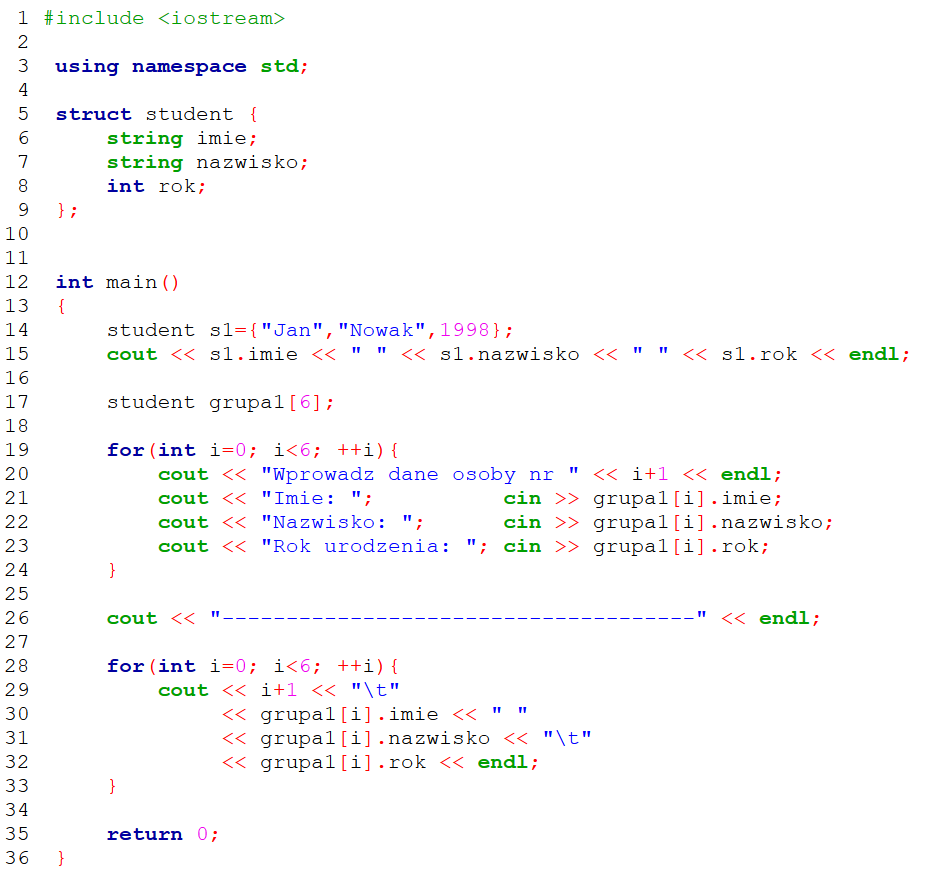 1 #include <iostream>
2
3 using namespace std;
4
5 struct student {
6     string imie;
7     string nazwisko;
8     int rok;
9 };
10
11
12 int main()
13 {
14     student s1={"Jan","Nowak",1998};
15     cout << s1.imie << " " << s1.nazwisko << " " << s1.rok << endl;
16
17     student grupa1[6];
18
19     for(int i=0; i<6; ++i){
20         cout << "Wprowadz dane osoby nr " << i+1 << endl;
21         cout << "Imie: ";          cin >> grupa1[i].imie;
22         cout << "Nazwisko: ";      cin >> grupa1[i].nazwisko;
23         cout << "Rok urodzenia: "; cin >> grupa1[i].rok;
24     }
25
26     cout << "-------------------------------------" << endl;
27
28     for(int i=0; i<6; ++i){
29         cout << i+1 << "\t"
30              << grupa1[i].imie << " "
31              << grupa1[i].nazwisko << "\t"
32              << grupa1[i].rok << endl;
33     }
34
35     return 0;
36 }